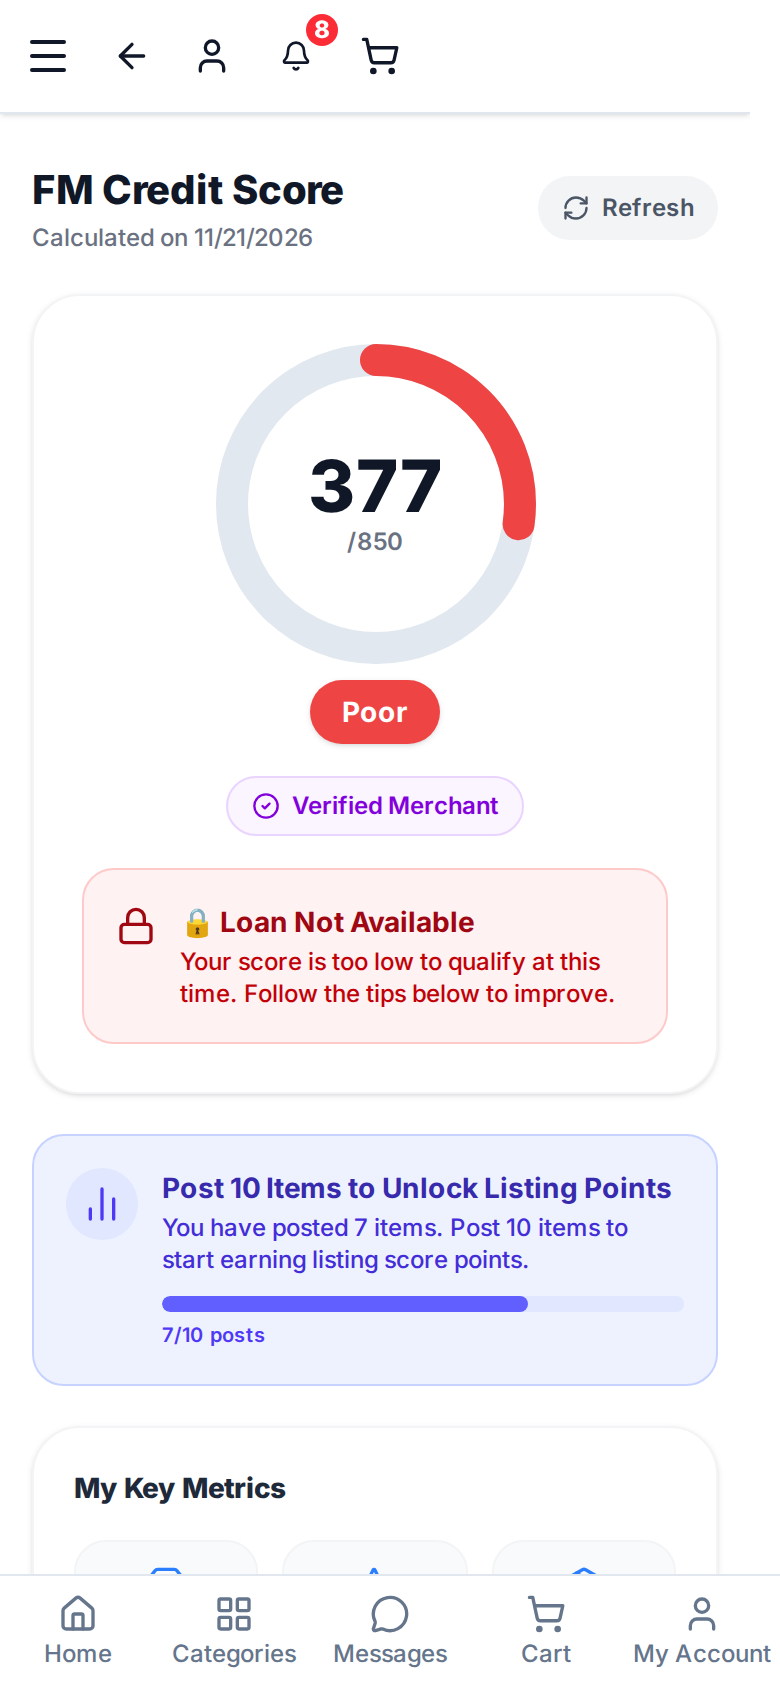 8
FM Credit Score
Calculated on 11/21/2026
Refresh
377
/850
Poor
Verified Merchant
🔒 Loan Not Available
Your score is too low to qualify at this
time. Follow the tips below to improve.
Post 10 Items to Unlock Listing Points
You have posted 7 items. Post 10 items to
start earning listing score points.
7/10 posts
My Key Metrics
Home
Categories
Messages
Cart
My Account